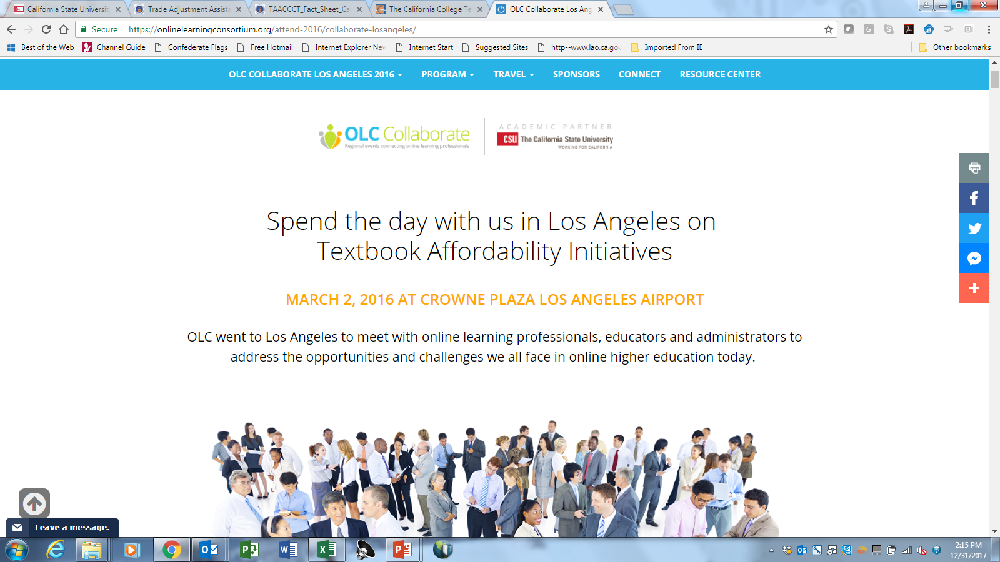 California State University
Trade Adjustment Assista
TAACCCT_Fact_Sheet_Ca
The California College Te
OLC Collaborate Los Ang
Secure
https://onlinelearningconsortium.org/attend-2016/collaborate-losangeles/
Best of the Web
Channel Guide
Confederate Flags
Free Hotmail
Internet Explorer New
Internet Start
Suggested Sites
http--www.lao.ca.gov
Imported From IE
Other bookmarks
OLC COLLABORATE LOS ANGELES 2016
PROGRAM
TRAVEL
SPONSORS
CONNECT
RESOURCE CENTER
OLC Collaborate
Regional events connecting online learning professionals
ACADEMIC PARTNER
CSU The California State University
WORKING FOR CALIFORNIA
Spend the day with us in Los Angeles on
Textbook Affordability Initiatives
MARCH 2, 2016 AT CROWNE PLAZA LOS ANGELES AIRPORT
OLC went to Los Angeles to meet with online learning professionals, educators and administrators to
address the opportunities and challenges we all face in online higher education today.
Leave a message.
2:15 PM
12/31/2017